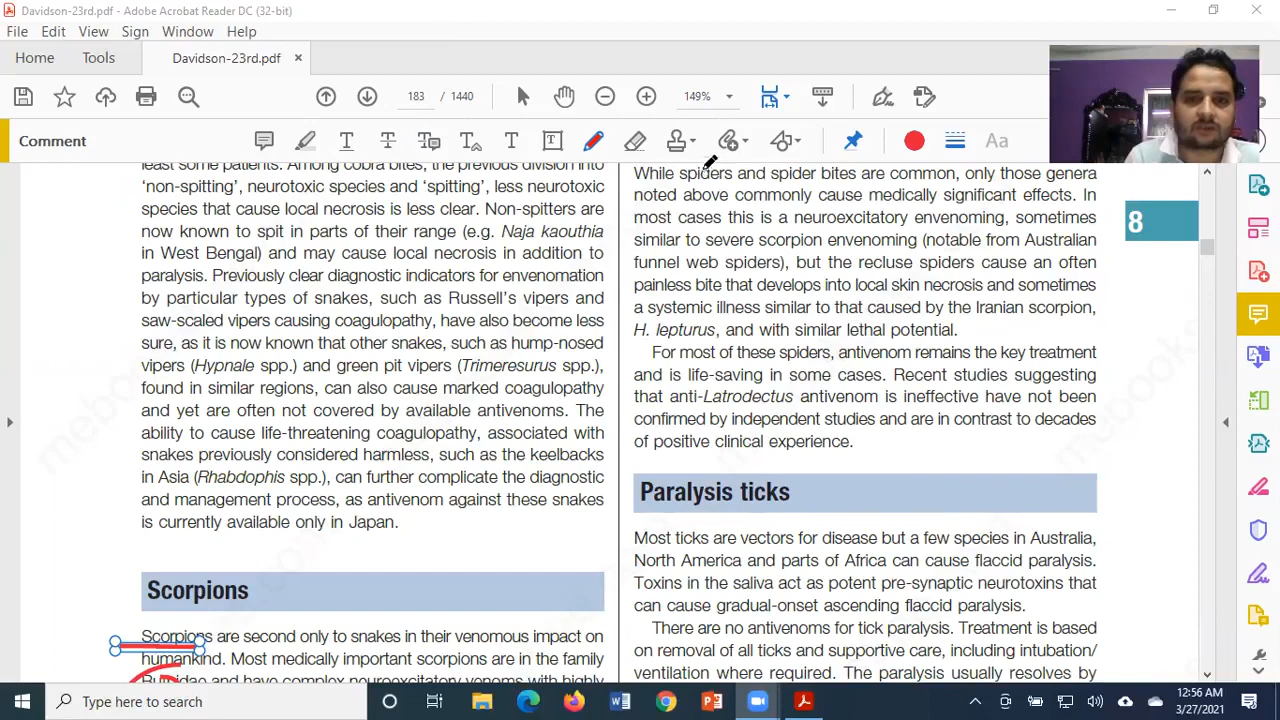 Davidson-23rd.pdf - Adobe Acrobat Reader DC (32-bit)
File Edit View Sign Window Help
Home Tools Davidson-23rd.pdf ×
183 / 1440 149%
Comment Aa
least some patients. Among cobra bites, the previous division into
‘non-spitting’, neurotoxic species and ‘spitting’, less neurotoxic
species that cause local necrosis is less clear. Non-spitters are
now known to spit in parts of their range (e.g. Naja kaouthia
in West Bengal) and may cause local necrosis in addition to
paralysis. Previously clear diagnostic indicators for envenomation
by particular types of snakes, such as Russell’s vipers and
saw-scaled vipers causing coagulopathy, have also become less
sure, as it is now known that other snakes, such as hump-nosed
vipers (Hypnale spp.) and green pit vipers (Trimeresurus spp.),
found in similar regions, can also cause marked coagulopathy
and yet are often not covered by available antivenoms. The
ability to cause life-threatening coagulopathy, associated with
snakes previously considered harmless, such as the keelbacks
in Asia (Rhabdophis spp.), can further complicate the diagnostic
and management process, as antivenom against these snakes
is currently available only in Japan.
Scorpions
Scorpions are second only to snakes in their venomous impact on
humankind. Most medically important scorpions are in the family
and have complex neuroexcitatory venoms with highly
While spiders and spider bites are common, only those genera
noted above commonly cause medically significant effects. In
most cases this is a neuroexcitatory envenoming, sometimes
similar to severe scorpion envenoming (notable from Australian
funnel web spiders), but the recluse spiders cause an often
painless bite that develops into local skin necrosis and sometimes
a systemic illness similar to that caused by the Iranian scorpion,
H. lepturus, and with similar lethal potential.
For most of these spiders, antivenom remains the key treatment
and is life-saving in some cases. Recent studies suggesting
that anti-Latrodectus antivenom is ineffective have not been
confirmed by independent studies and are in contrast to decades
of positive clinical experience.
Paralysis ticks
Most ticks are vectors for disease but a few species in Australia,
North America and parts of Africa can cause flaccid paralysis.
Toxins in the saliva act as potent pre-synaptic neurotoxins that
can cause gradual-onset ascending flaccid paralysis.
There are no antivenoms for tick paralysis. Treatment is based
on removal of all ticks and supportive care, including intubation/
ventilation where required. The paralysis usually resolves by
8
Type here to search
12:56 AM
3/27/2021